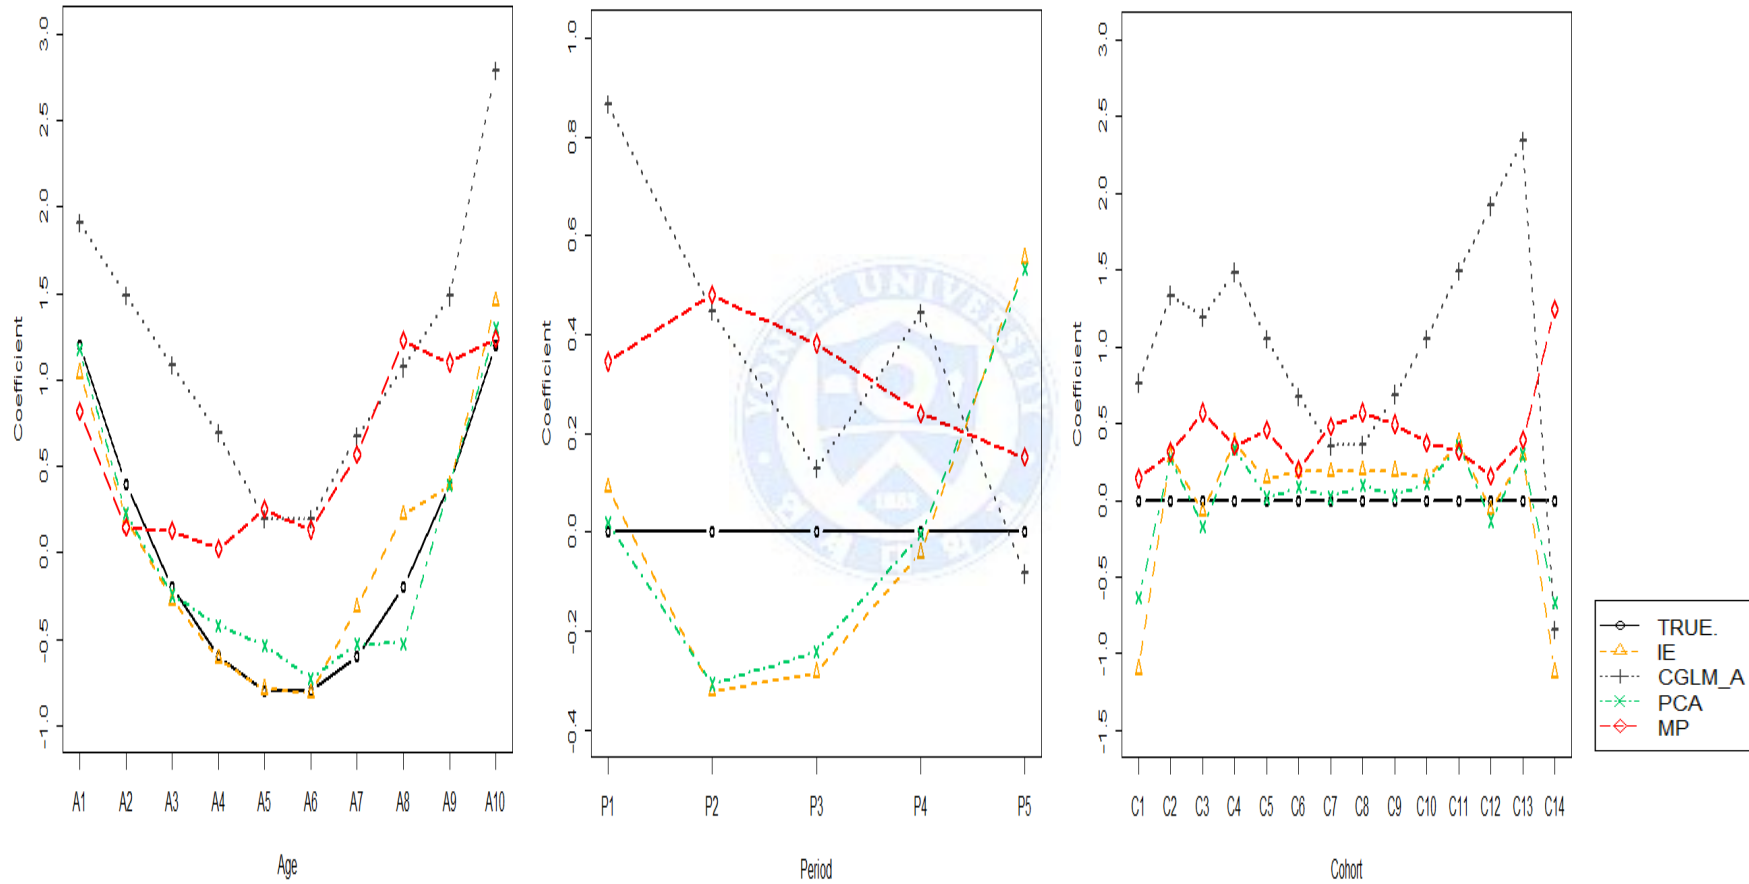 Coefficient
3.0
2.5
2.0
1.5
1.0
0.5
0.0
-0.5
-1.0
A1 A2 A3 A4 A5 A6 A7 A8 A9 A10
Age
Coefficient
1.0
0.8
0.6
0.4
0.2
0.0
-0.2
-0.4
P1 P2 P3 P4 P5
Period
YONSEI UNIVERSITY
Coefficient
3.0
2.5
2.0
1.5
1.0
0.5
0.0
-0.5
-1.0
-1.5
C1 C2 C3 C4 C5 C6 C7 C8 C9 C10 C11 C12 C13 C14
Cohort
TRUE.
IE
CGLM_A
PCA
MP